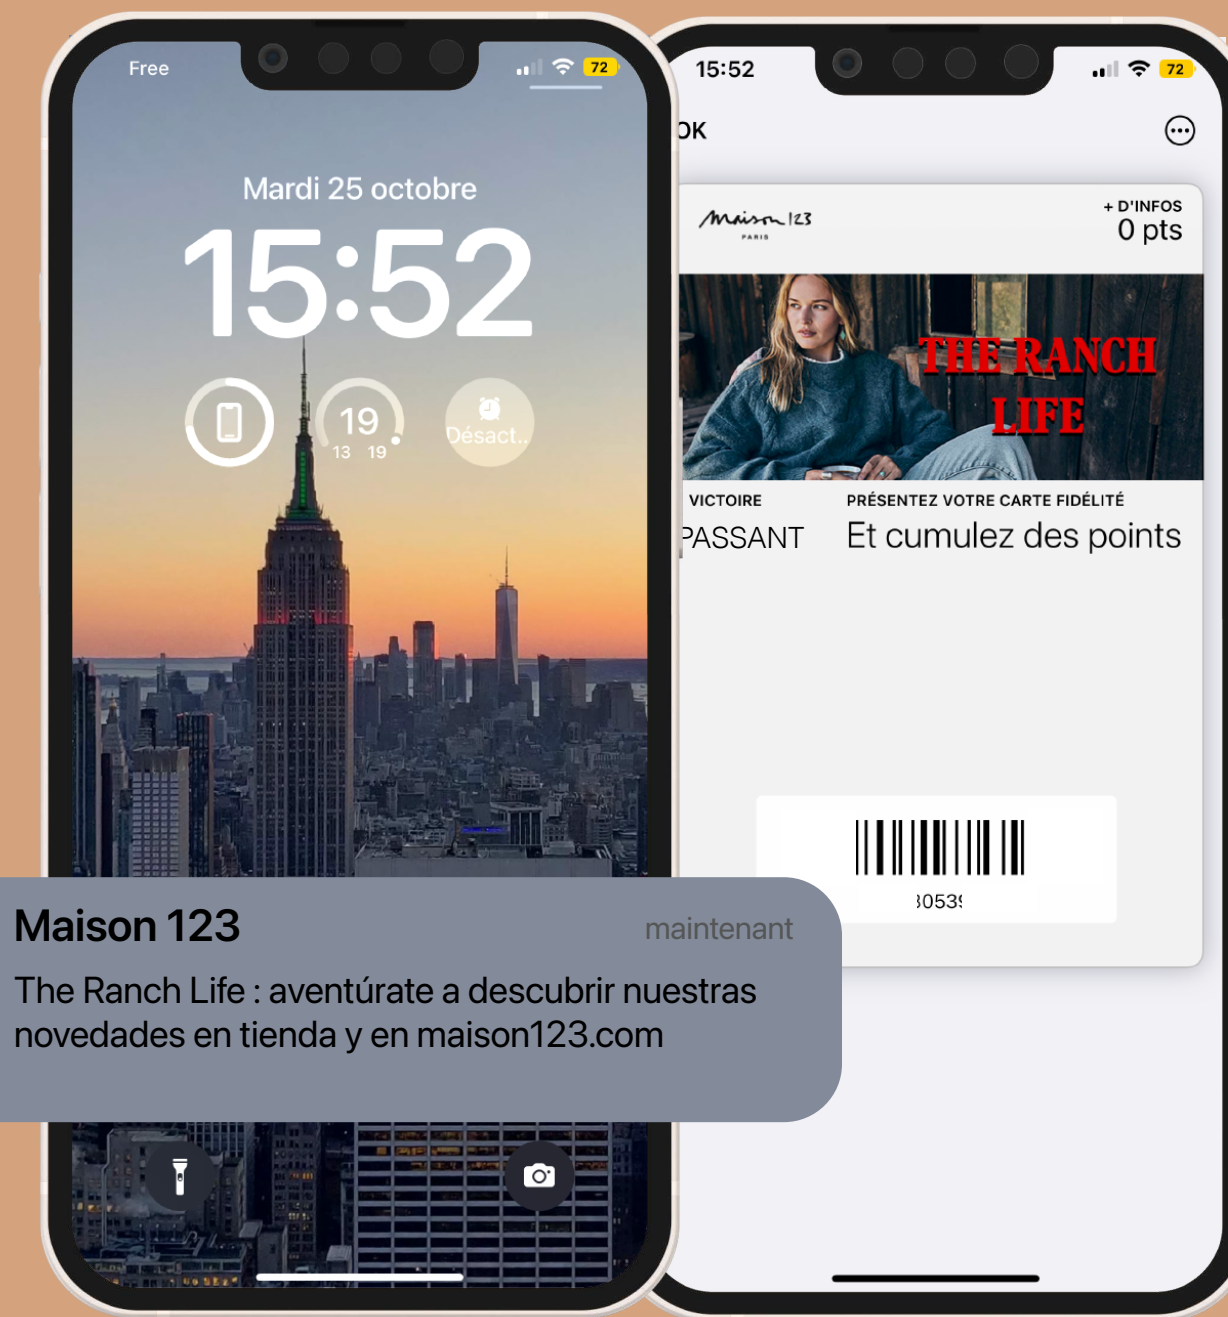 Free
72
Mardi 25 octobre
15:52
19
13 19
Désact..
Maison 123
maintenant
The Ranch Life : aventúrate a descubrir nuestras
novedades en tienda y en maison123.com
15:52
72
OK
Maison 123
PARIS
+ D'INFOS
0 pts
THE RANCH
LIFE
VICTOIRE
PASSANT
PRÉSENTEZ VOTRE CARTE FIDÉLITÉ
Et cumulez des points
30539